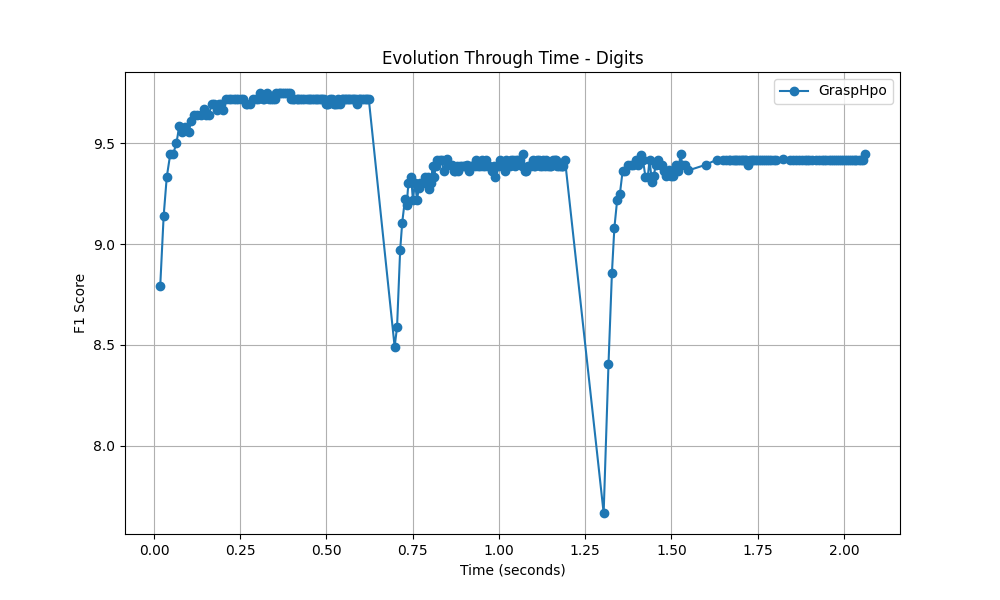 Evolution Through Time - Digits
GraspHpo
F1 Score
9.5
9.0
8.5
8.0
0.00 0.25 0.50 0.75 1.00 1.25 1.50 1.75 2.00
Time (seconds)